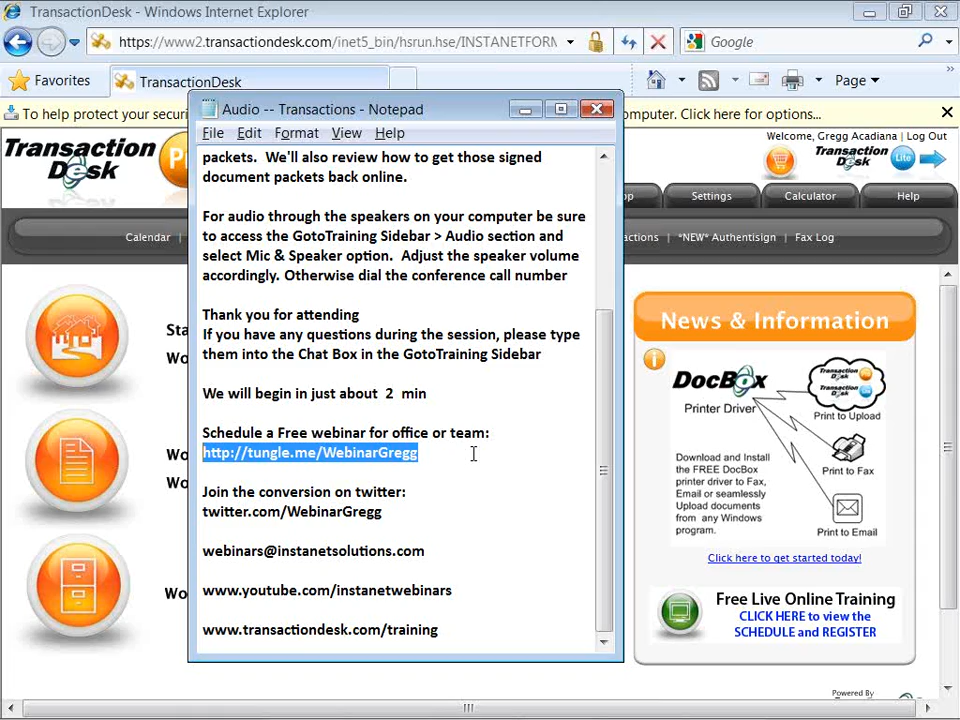 TransactionDesk - Windows Internet Explorer
https://www2.transactiondesk.com/inet5_bin/hsrun.hse/INSTANETFORM
Google
Favorites
TransactionDesk
Page
To help protect your securi
omputer. Click here for options...
Audio -- Transactions - Notepad
File Edit Format View Help
Welcome, Gregg Acadiana | Log Out
Transaction Desk
Transaction Desk Lite
op Settings Calculator Help
Calendar
actions *NEW* Authentisign Fax Log
packets. We'll also review how to get those signed
document packets back online.
For audio through the speakers on your computer be sure
to access the GotoTraining Sidebar > Audio section and
select Mic & Speaker option. Adjust the speaker volume
accordingly. Otherwise dial the conference call number
Thank you for attending
If you have any questions during the session, please type
them into the Chat Box in the GotoTraining Sidebar
We will begin in just about 2 min
Schedule a Free webinar for office or team:
http://tungle.me/WebinarGregg
Join the conversion on twitter:
twitter.com/WebinarGregg
webinars@instanetsolutions.com
www.youtube.com/instanetwebinars
www.transactiondesk.com/training
Sta
Wo
Wo
Wo
Wo
News & Information
DocBox
Printer Driver
Transaction Desk
Transaction Desk
Print to Upload
Print to Fax
Print to Email
Download and Install
the FREE DocBox
printer driver to Fax,
Email or seamlessly
Upload documents
from any Windows
program.
Click here to get started today!
Free Live Online Training
CLICK HERE to view the
SCHEDULE and REGISTER
Powered By